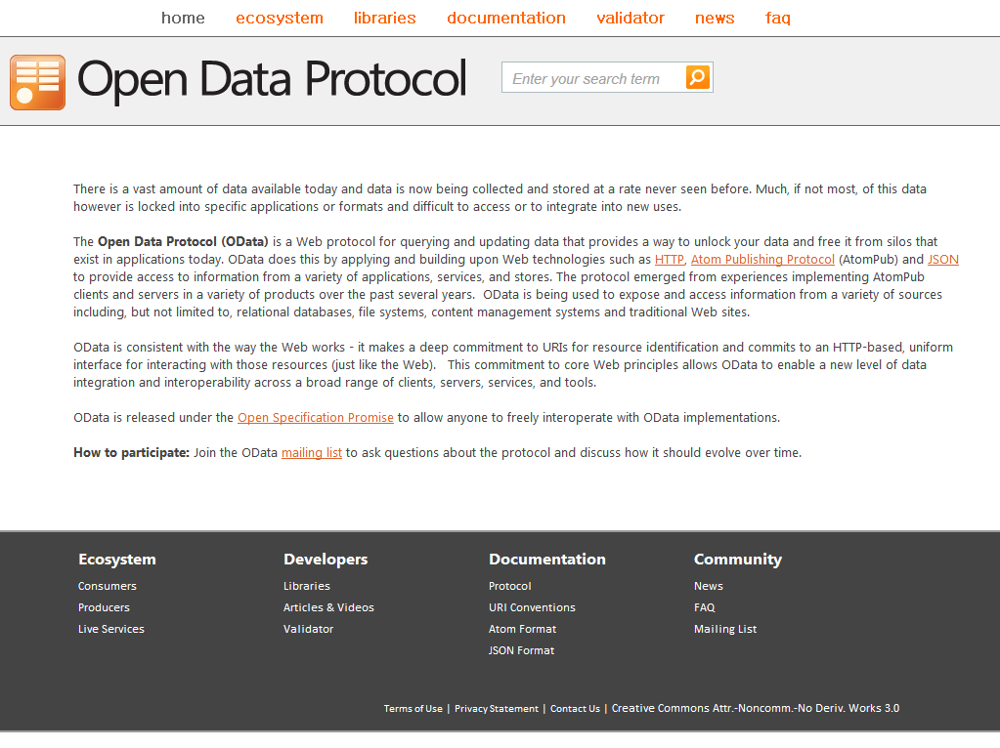 home ecosystem libraries documentation validator news faq
Open Data Protocol
Enter your search term
There is a vast amount of data available today and data is now being collected and stored at a rate never seen before. Much, if not most, of this data
however is locked into specific applications or formats and difficult to access or to integrate into new uses.
The Open Data Protocol (OData) is a Web protocol for querying and updating data that provides a way to unlock your data and free it from silos that
exist in applications today. OData does this by applying and building upon Web technologies such as HTTP, Atom Publishing Protocol (AtomPub) and JSON
to provide access to information from a variety of applications, services, and stores. The protocol emerged from experiences implementing AtomPub
clients and servers in a variety of products over the past several years. OData is being used to expose and access information from a variety of sources
including, but not limited to, relational databases, file systems, content management systems and traditional Web sites.
OData is consistent with the way the Web works - it makes a deep commitment to URIs for resource identification and commits to an HTTP-based, uniform
interface for interacting with those resources (just like the Web). This commitment to core Web principles allows OData to enable a new level of data
integration and interoperability across a broad range of clients, servers, services, and tools.
OData is released under the Open Specification Promise to allow anyone to freely interoperate with OData implementations.
How to participate: Join the OData mailing list to ask questions about the protocol and discuss how it should evolve over time.
Ecosystem Developers Documentation Community
Consumers Libraries Protocol News
Producers Articles & Videos URI Conventions FAQ
Live Services Validator Atom Format Mailing List
JSON Format
Terms of Use | Privacy Statement | Contact Us | Creative Commons Attr.-Noncomm.-No Deriv. Works 3.0